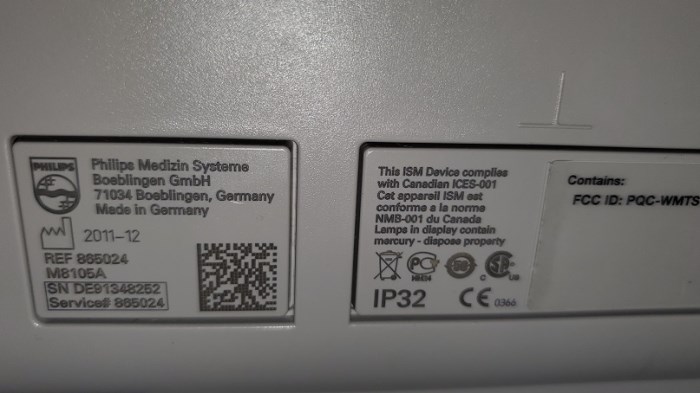 PHILIPS
Philips Medizin Systeme
Boeblingen GmbH
71034 Boeblingen, Germany
Made in Germany
2011-12
REF 865024
M8105A
SN DE91348252
Service# 865024
This ISM Device complies
with Canadian ICES-001
Cet appareil ISM est
conforme a la norme
NMB-001 du Canada
Lamps in display contain
mercury - dispose property
IP32
CE 0366
Contains:
FCC ID: PQC-WMTS